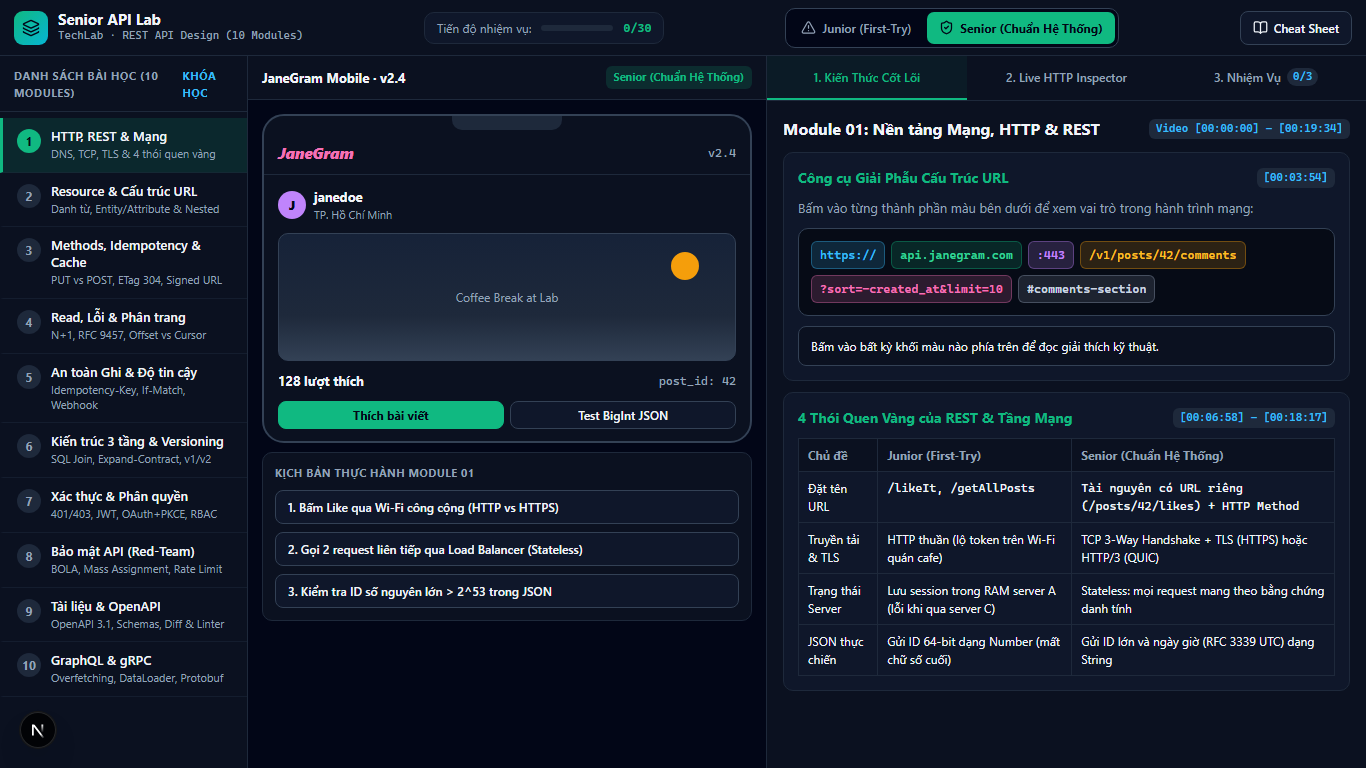 Senior API Lab
TechLab · REST API Design (10 Modules)
Tiến độ nhiệm vụ: 0/30
Junior (First-Try)
Senior (Chuẩn Hệ Thống)
Cheat Sheet
DANH SÁCH BÀI HỌC (10 MODULES)
KHÓA HỌC
1
HTTP, REST & Mạng
DNS, TCP, TLS & 4 thói quen vàng
2
Resource & Cấu trúc URL
Danh từ, Entity/Attribute & Nested
3
Methods, Idempotency &
Cache
PUT vs POST, ETag 304, Signed URL
4
Read, Lỗi & Phân trang
N+1, RFC 9457, Offset vs Cursor
5
An toàn Ghi & Độ tin cậy
Idempotency-Key, If-Match,
Webhook
6
Kiến trúc 3 tầng & Versioning
SQL Join, Expand-Contract, v1/v2
7
Xác thực & Phân quyền
401/403, JWT, OAuth+PKCE, RBAC
8
Bảo mật API (Red-Team)
BOLA, Mass Assignment, Rate Limit
9
Tài liệu & OpenAPI
OpenAPI 3.1, Schemas, Diff & Linter
10
GraphQL & gRPC
Overfetching, DataLoader, Protobuf
N
JaneGram Mobile · v2.4
Senior (Chuẩn Hệ Thống)
JaneGram
v2.4
J
janedoe
TP. Hồ Chí Minh
Coffee Break at Lab
128 lượt thích
post_id: 42
Thích bài viết
Test BigInt JSON
KỊCH BẢN THỰC HÀNH MODULE 01
1. Bấm Like qua Wi-Fi công cộng (HTTP vs HTTPS)
2. Gọi 2 request liên tiếp qua Load Balancer (Stateless)
3. Kiểm tra ID số nguyên lớn > 2^53 trong JSON
1. Kiến Thức Cốt Lõi
2. Live HTTP Inspector
3. Nhiệm Vụ 0/3
Module 01: Nền tảng Mạng, HTTP & REST
Video [00:00:00] – [00:19:34]
Công cụ Giải Phẫu Cấu Trúc URL
[00:03:54]
Bấm vào từng thành phần màu bên dưới để xem vai trò trong hành trình mạng:
https:// api.janegram.com :443 /v1/posts/42/comments
?sort=-created_at&limit=10 #comments-section
Bấm vào bất kỳ khối màu nào phía trên để đọc giải thích kỹ thuật.
4 Thói Quen Vàng của REST & Tầng Mạng
[00:06:58] – [00:18:17]
Chủ đề
Junior (First-Try)
Senior (Chuẩn Hệ Thống)
Đặt tên
URL
/likeIt, /getAllPosts
Tài nguyên có URL riêng
(/posts/42/likes) + HTTP Method
Truyền tải
& TLS
HTTP thuần (lộ token trên Wi-Fi
quán cafe)
TCP 3-Way Handshake + TLS (HTTPS) hoặc
HTTP/3 (QUIC)
Trạng thái
Server
Lưu session trong RAM server A
(lỗi khi qua server C)
Stateless: mọi request mang theo bằng chứng
danh tính
JSON thực
chiến
Gửi ID 64-bit dạng Number (mất
chữ số cuối)
Gửi ID lớn và ngày giờ (RFC 3339 UTC) dạng
String